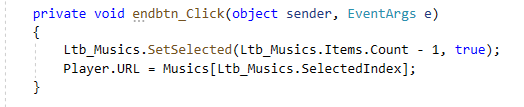 private void endbtn_Click(object sender, EventArgs e)
{
Ltb_Musics.SetSelected(Ltb_Musics.Items.Count - 1, true);
Player.URL = Musics[Ltb_Musics.SelectedIndex];
}